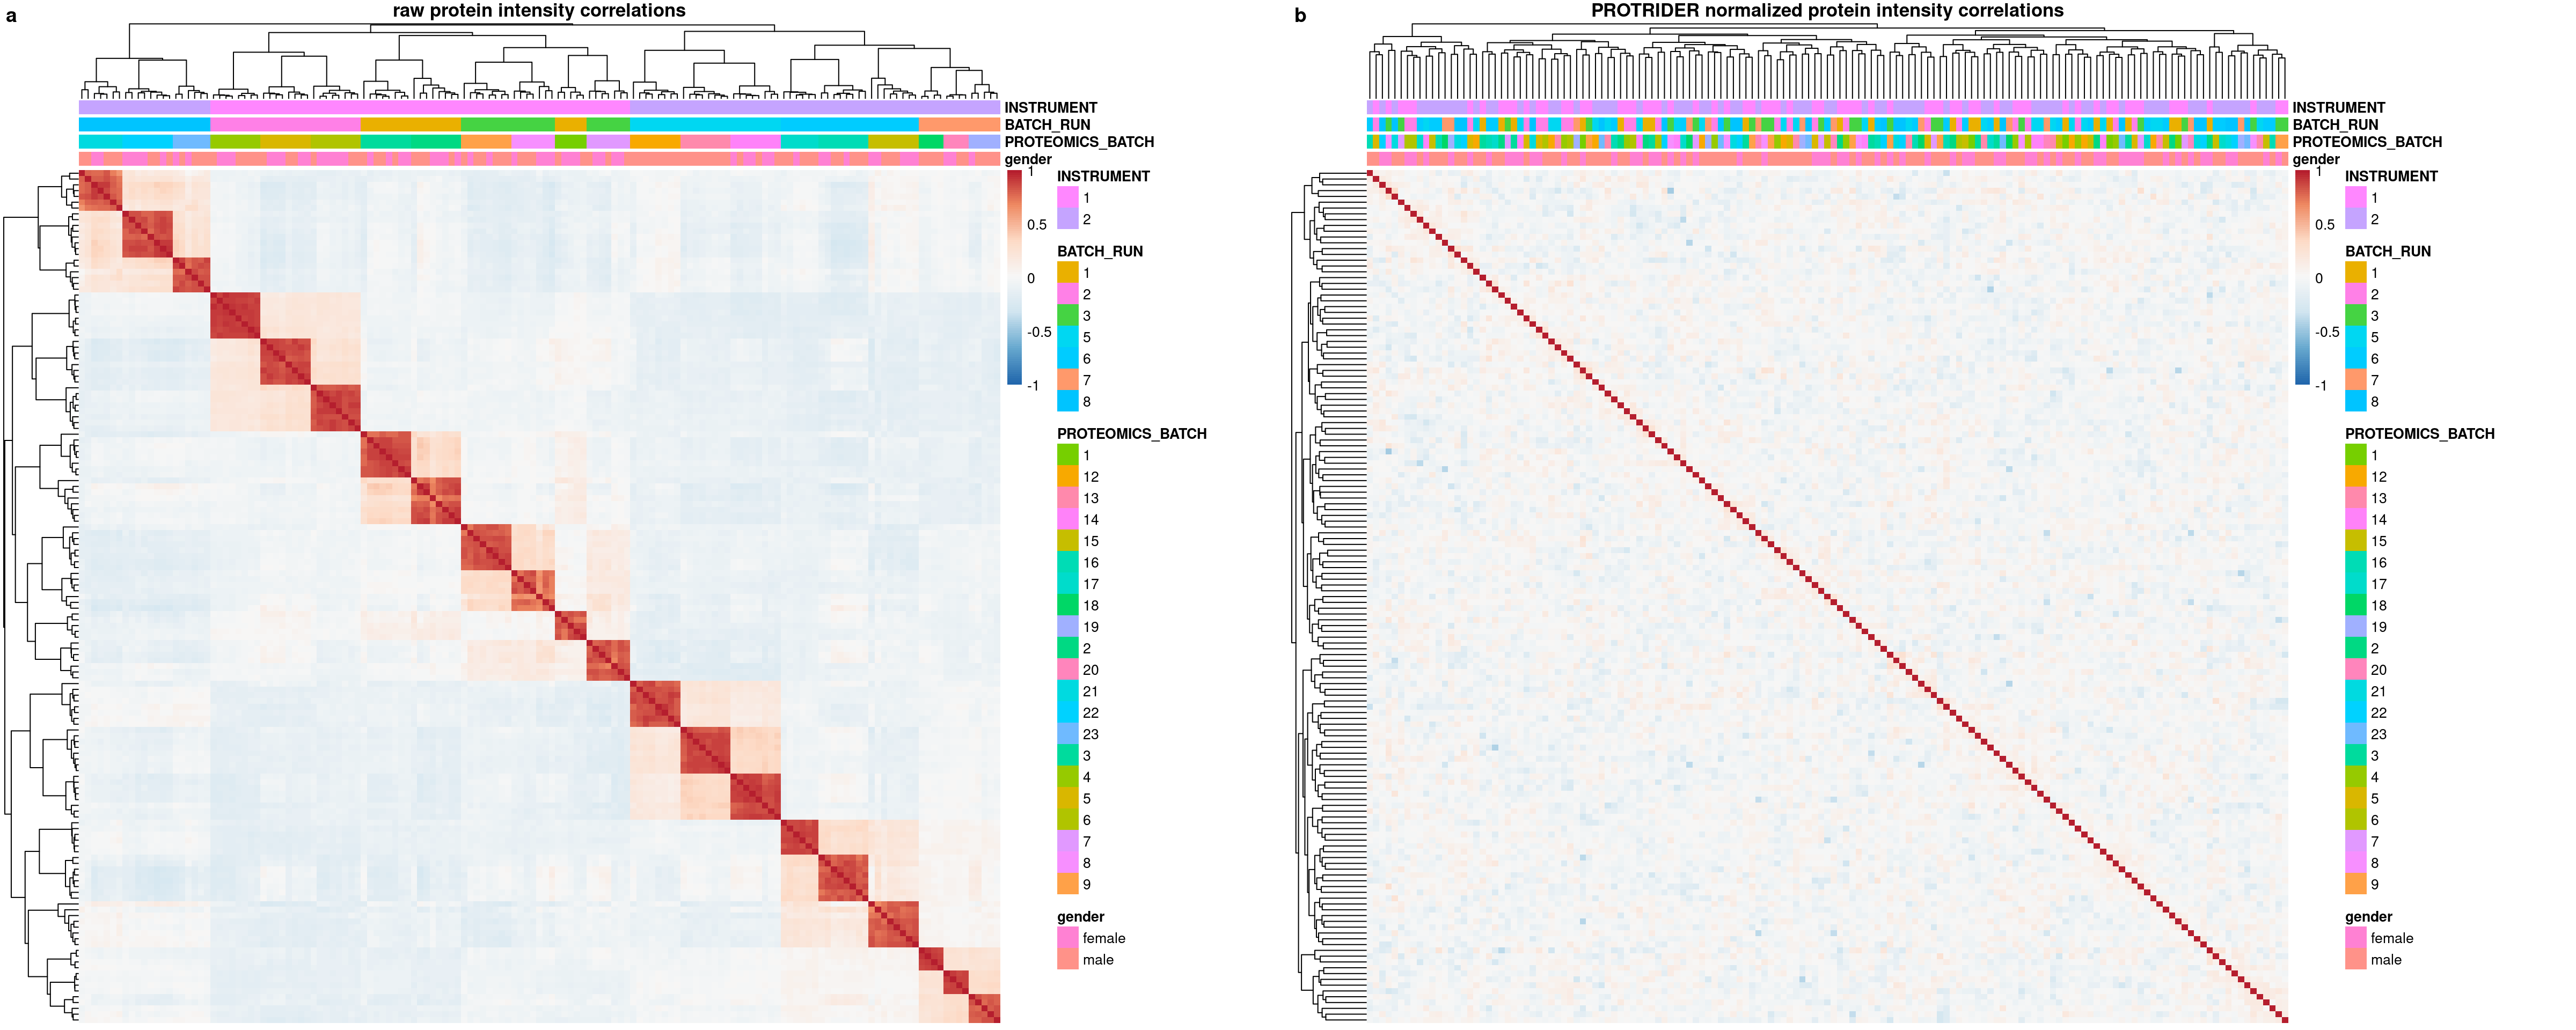 a
raw protein intensity correlations
INSTRUMENT
BATCH_RUN
PROTEOMICS_BATCH
gender
1
0.5
0
-0.5
-1
INSTRUMENT
1
2
BATCH_RUN
1
2
3
5
6
7
8
PROTEOMICS_BATCH
1
12
13
14
15
16
17
18
19
2
20
21
22
23
3
4
5
6
7
8
9
gender
female
male
b
PROTRIDER normalized protein intensity correlations
INSTRUMENT
BATCH_RUN
PROTEOMICS_BATCH
gender
1
0.5
0
-0.5
-1
INSTRUMENT
1
2
BATCH_RUN
1
2
3
5
6
7
8
PROTEOMICS_BATCH
1
12
13
14
15
16
17
18
19
2
20
21
22
23
3
4
5
6
7
8
9
gender
female
male